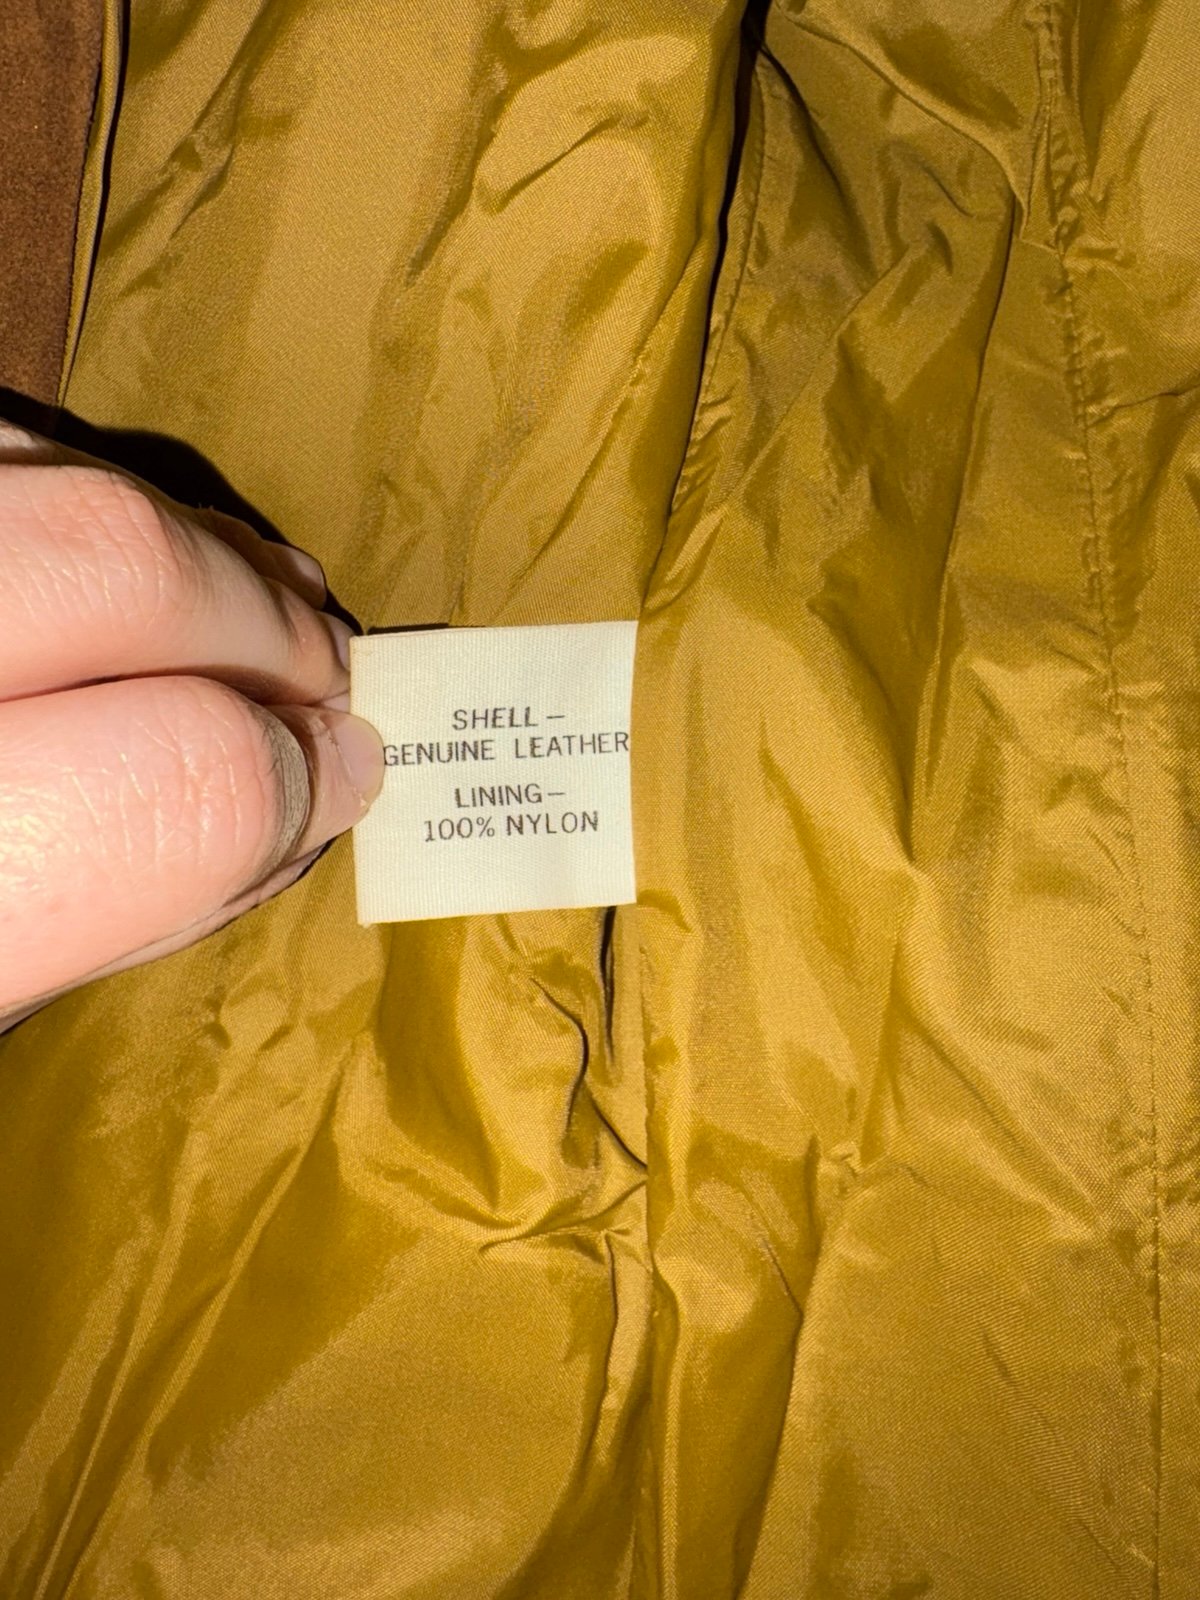 SHELL –
GENUINE LEATHER
LINING –
100% NYLON